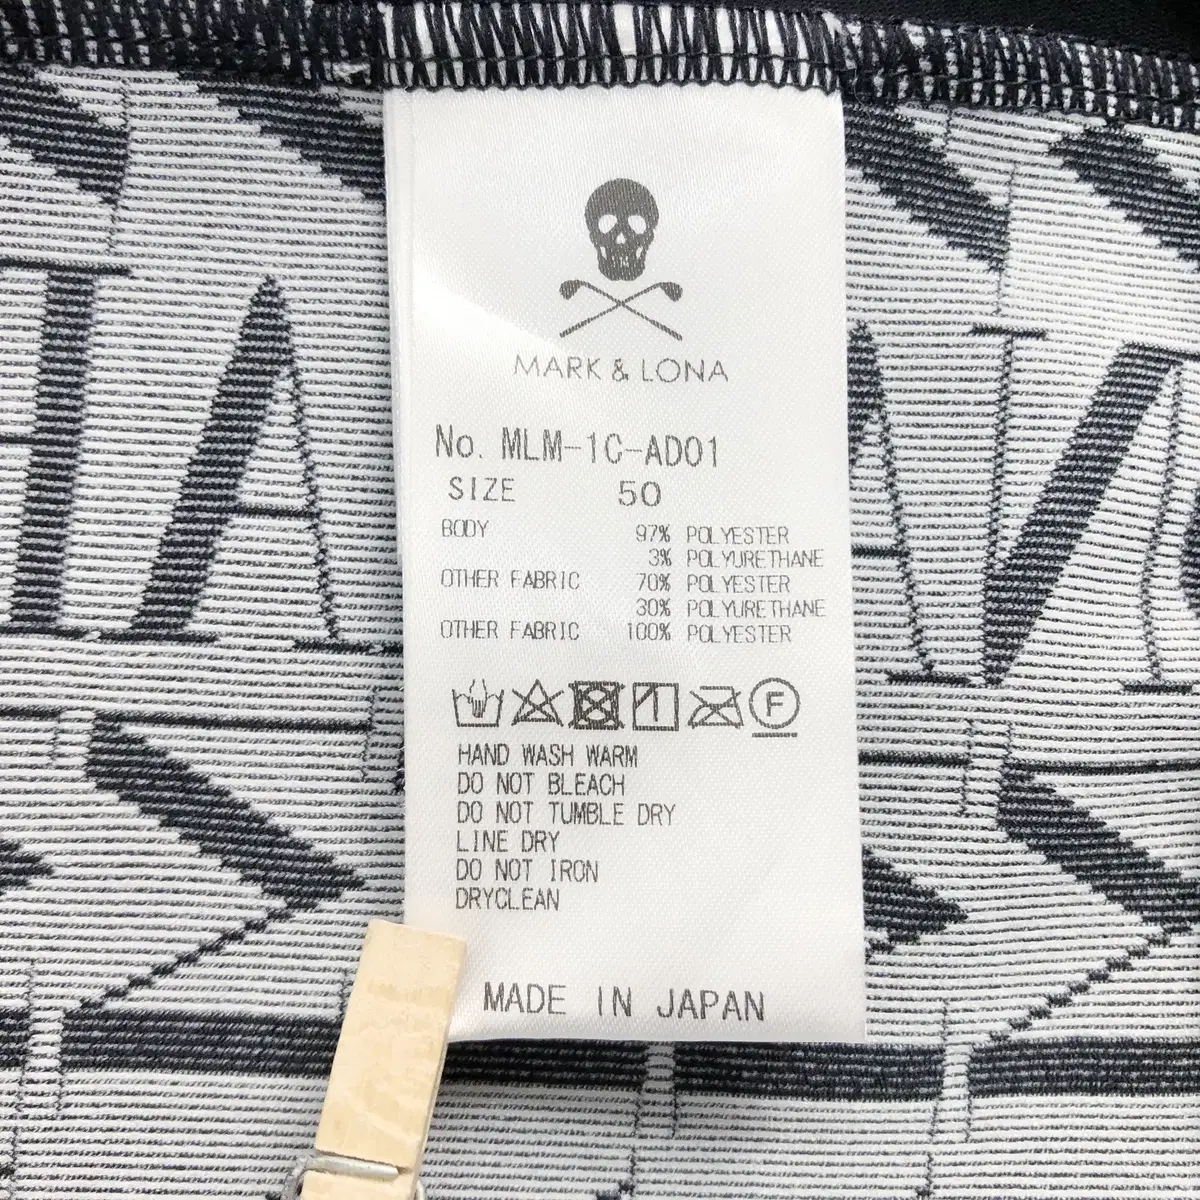 MARK & LONA
No. MLM-1C-AD01
SIZE 50
BODY 97% POLYESTER
3% POLYURETHANE
OTHER FABRIC 70% POLYESTER
30% POLYURETHANE
OTHER FABRIC 100% POLYESTER
F
HAND WASH WARM
DO NOT BLEACH
DO NOT TUMBLE DRY
LINE DRY
DO NOT IRON
DRYCLEAN
MADE IN JAPAN